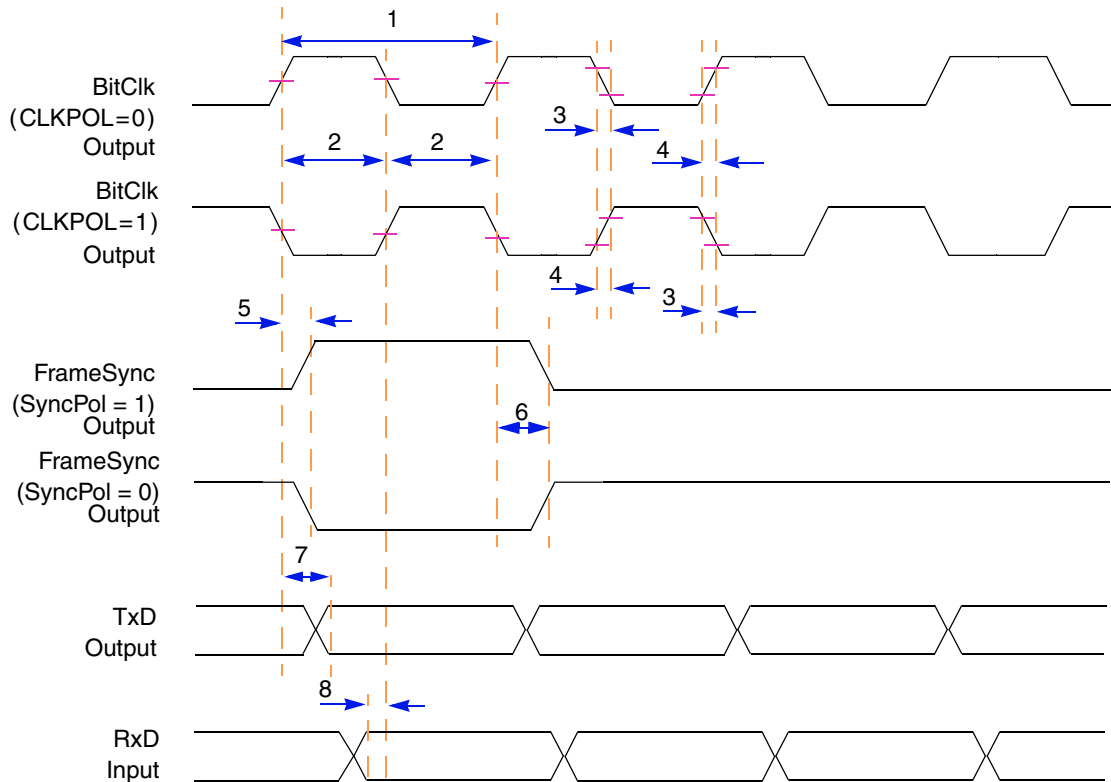 1
BitClk
(CLKPOL=0)
Output
3
2
2
4
BitClk
(CLKPOL=1)
Output
4
3
5
FrameSync
(SyncPol = 1)
Output
6
FrameSync
(SyncPol = 0)
Output
7
TxD
Output
8
RxD
Input